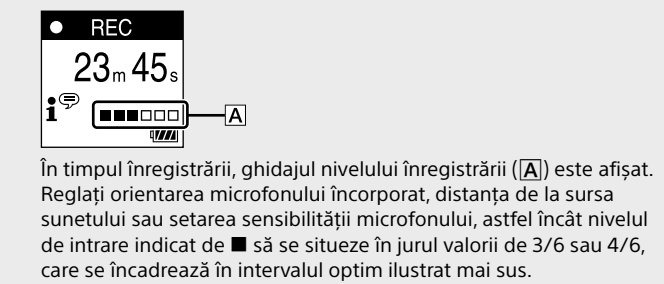 ● REC
23m 45s
■■■□□□ A
În timpul înregistrării, ghidajul nivelului înregistrării (A) este afișat.
Reglați orientarea microfonului încorporat, distanța de la sursa
sunetului sau setarea sensibilității microfonului, astfel încât nivelul
de intrare indicat de ■ să se situeze în jurul valorii de 3/6 sau 4/6,
care se încadrează în intervalul optim ilustrat mai sus.